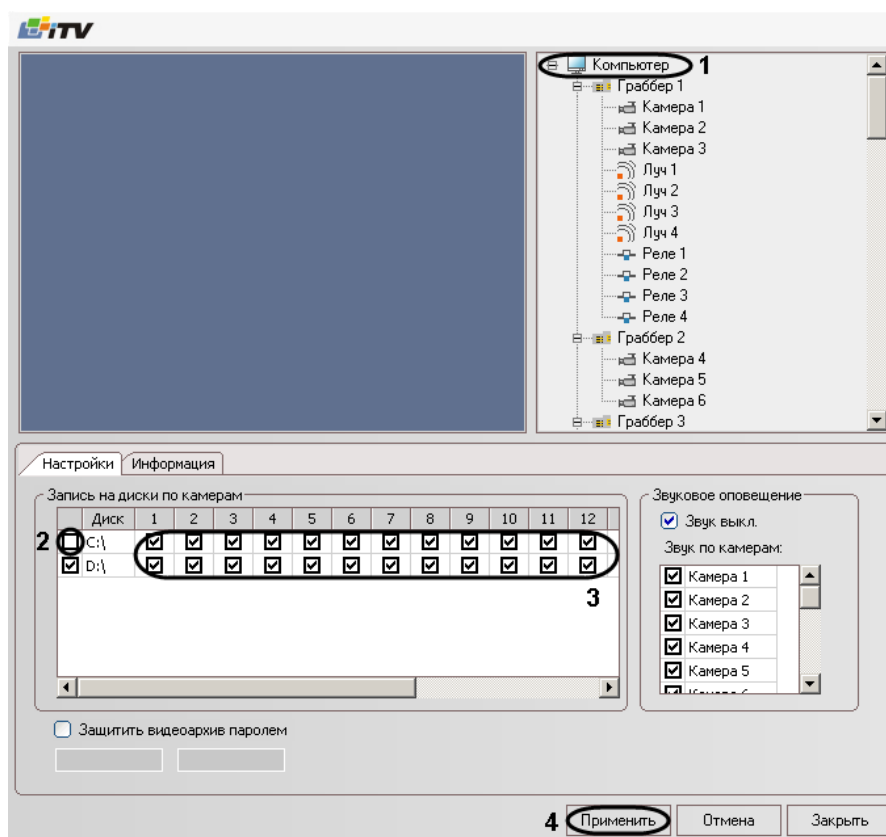 iTV
Компьютер 1
Граббер 1
Камера 1
Камера 2
Камера 3
Луч 1
Луч 2
Луч 3
Луч 4
Реле 1
Реле 2
Реле 3
Реле 4
Граббер 2
Камера 4
Камера 5
Камера 6
Граббер 3
Настройки Информация
Запись на диски по камерам
Диск 1 2 3 4 5 6 7 8 9 10 11 12
2 C:\
D:\
3
Защитить видеоархив паролем
Звуковое оповещение
Звук выкл.
Звук по камерам:
Камера 1
Камера 2
Камера 3
Камера 4
Камера 5
4 Применить Отмена Закрыть